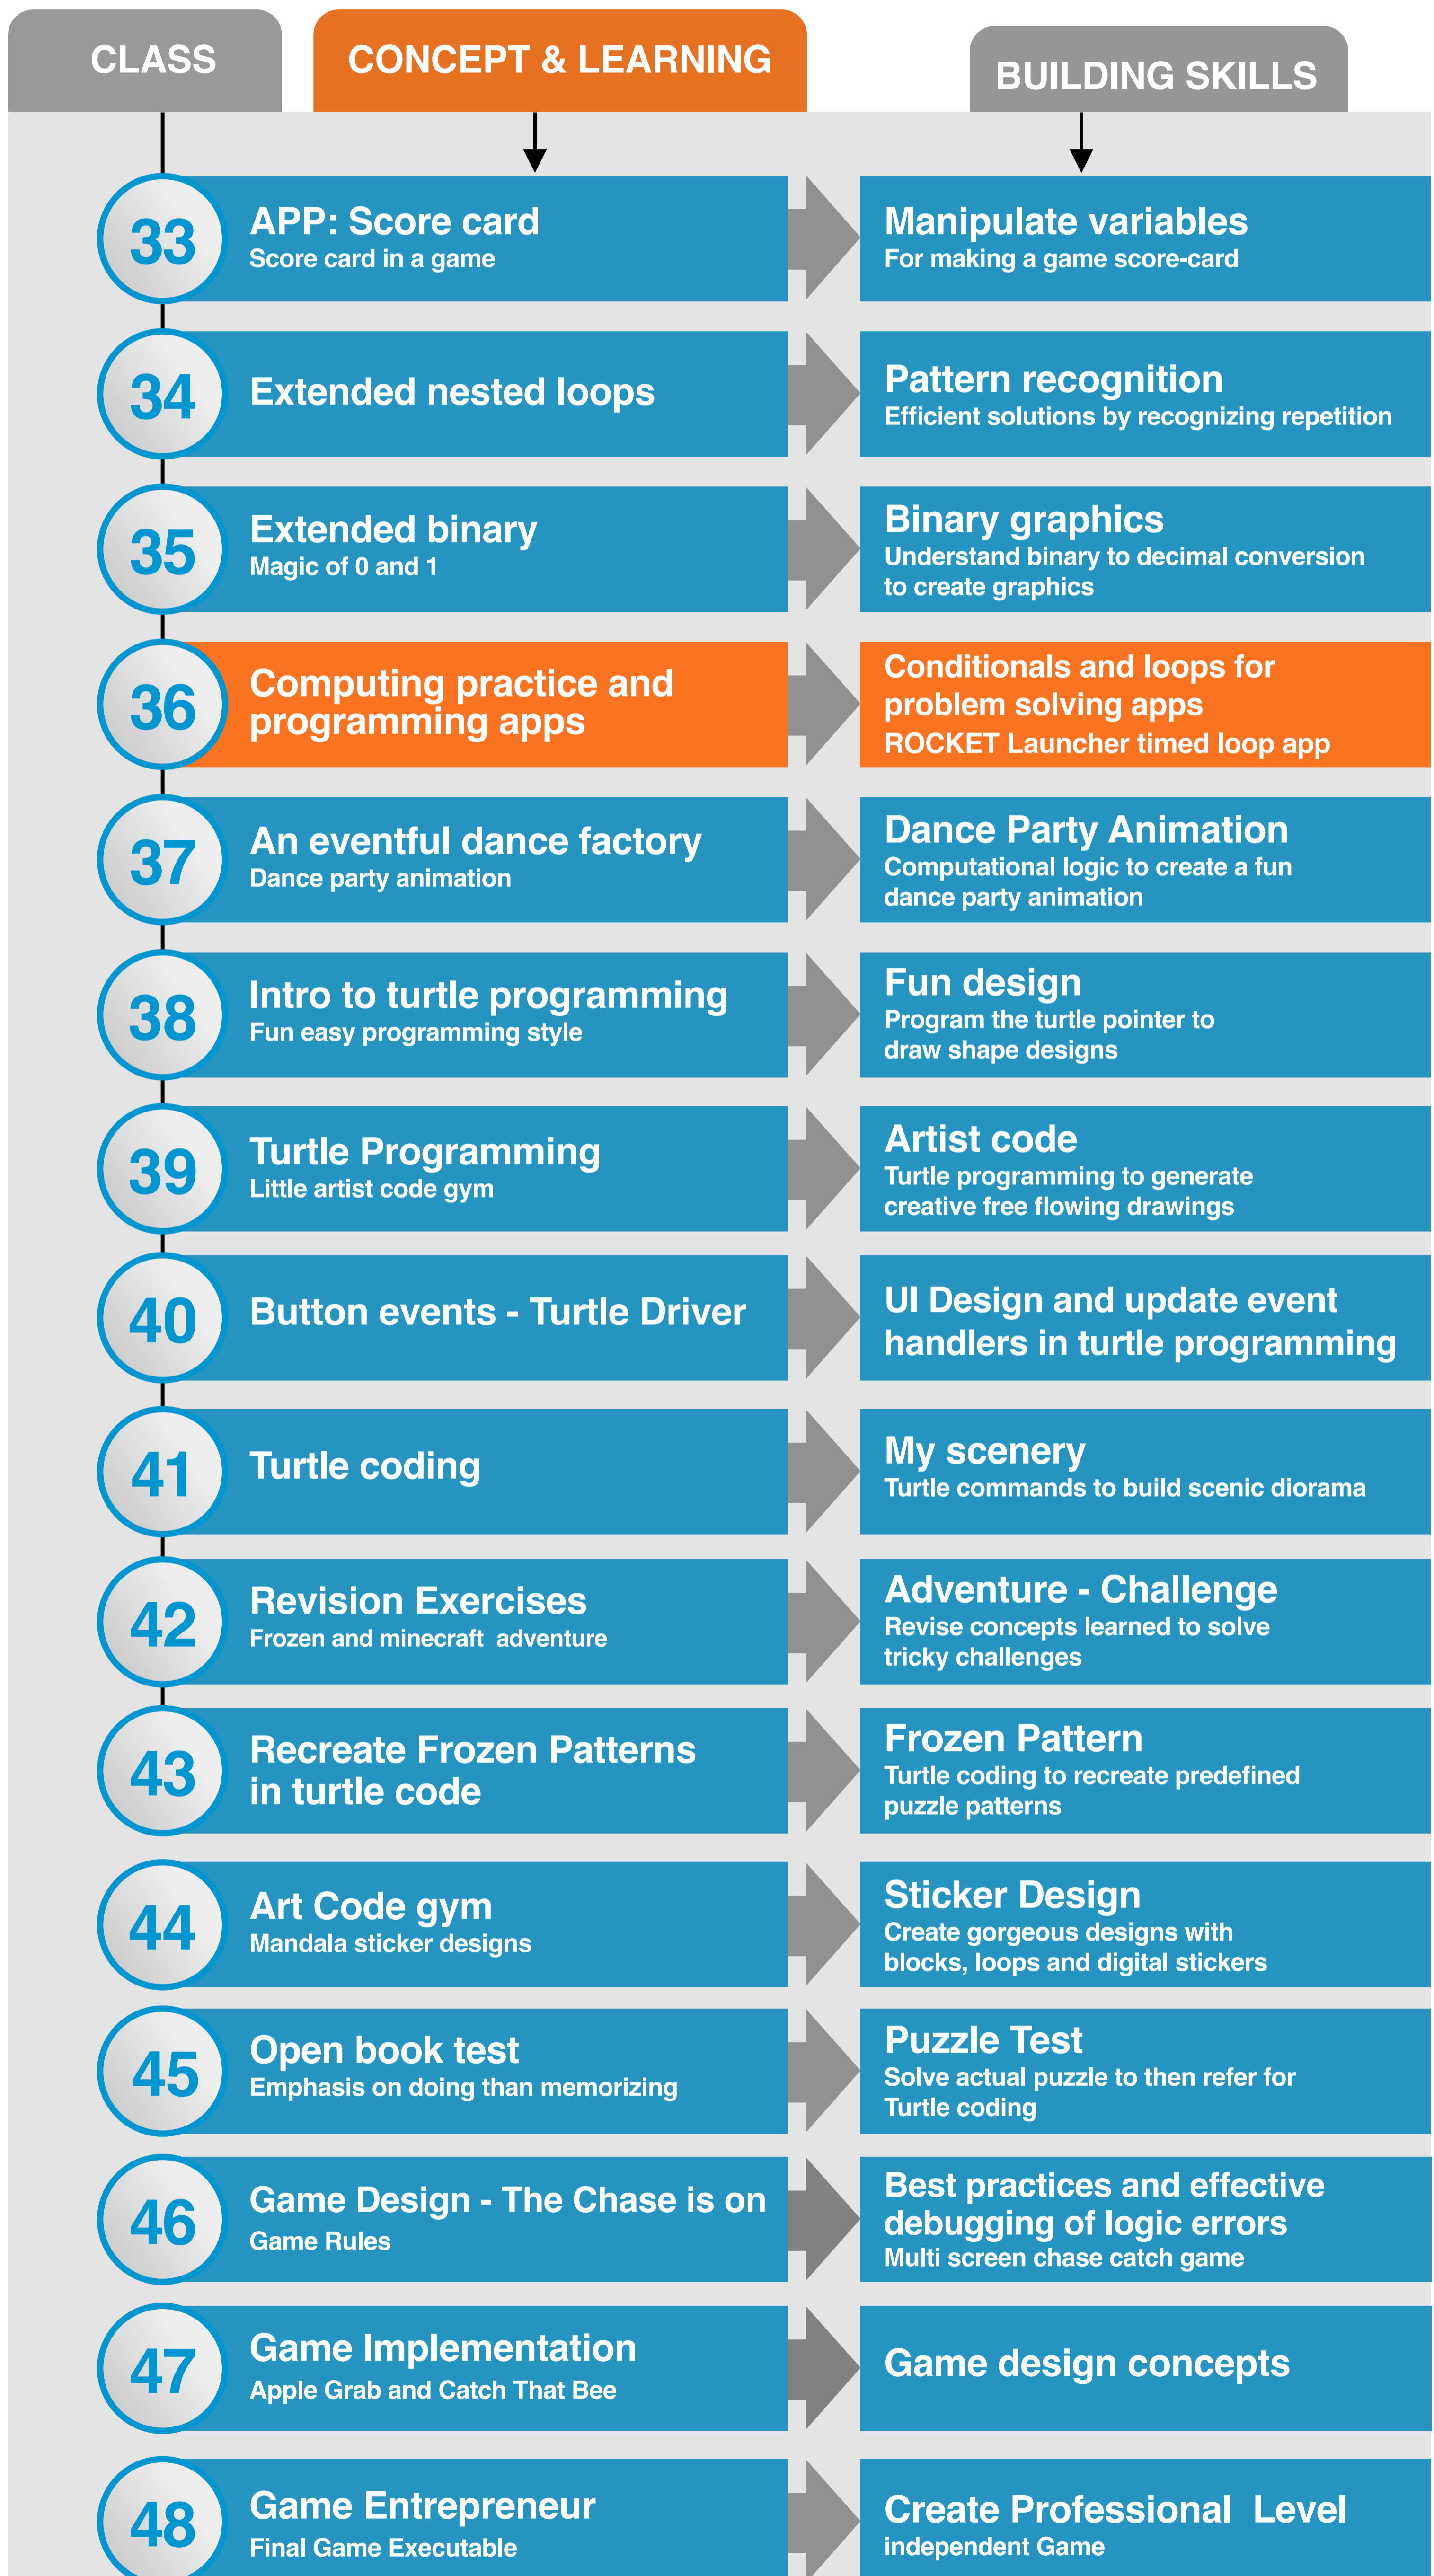 CLASS
CONCEPT & LEARNING
BUILDING SKILLS
33
APP: Score card
Score card in a game
Manipulate variables
For making a game score-card
34
Extended nested loops
Pattern recognition
Efficient solutions by recognizing repetition
35
Extended binary
Magic of 0 and 1
Binary graphics
Understand binary to decimal conversion
to create graphics
36
Computing practice and
programming apps
Conditionals and loops for
problem solving apps
ROCKET Launcher timed loop app
37
An eventful dance factory
Dance party animation
Dance Party Animation
Computational logic to create a fun
dance party animation
38
Intro to turtle programming
Fun easy programming style
Fun design
Program the turtle pointer to
draw shape designs
39
Turtle Programming
Little artist code gym
Artist code
Turtle programming to generate
creative free flowing drawings
40
Button events - Turtle Driver
UI Design and update event
handlers in turtle programming
41
Turtle coding
My scenery
Turtle commands to build scenic diorama
42
Revision Exercises
Frozen and minecraft adventure
Adventure - Challenge
Revise concepts learned to solve
tricky challenges
43
Recreate Frozen Patterns
in turtle code
Frozen Pattern
Turtle coding to recreate predefined
puzzle patterns
44
Art Code gym
Mandala sticker designs
Sticker Design
Create gorgeous designs with
blocks, loops and digital stickers
45
Open book test
Emphasis on doing than memorizing
Puzzle Test
Solve actual puzzle to then refer for
Turtle coding
46
Game Design - The Chase is on
Game Rules
Best practices and effective
debugging of logic errors
Multi screen chase catch game
47
Game Implementation
Apple Grab and Catch That Bee
Game design concepts
48
Game Entrepreneur
Final Game Executable
Create Professional Level
independent Game